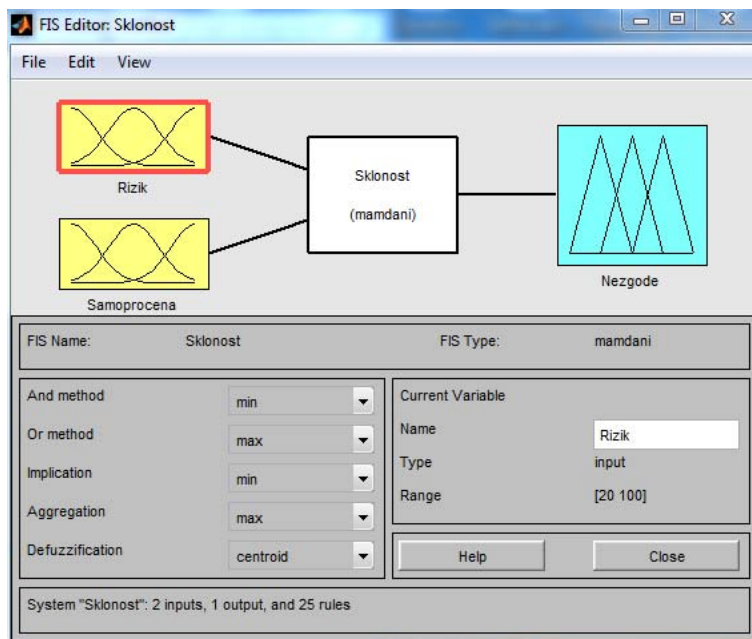 FIS Editor: Sklonost
File Edit View
Rizik
Samoprocena
Sklonost
(mamdani)
Nezgode
FIS Name: Sklonost FIS Type: mamdani
And method min
Or method max
Implication min
Aggregation max
Defuzzification centroid
Current Variable
Name Rizik
Type input
Range [20 100]
Help Close
System "Sklonost": 2 inputs, 1 output, and 25 rules